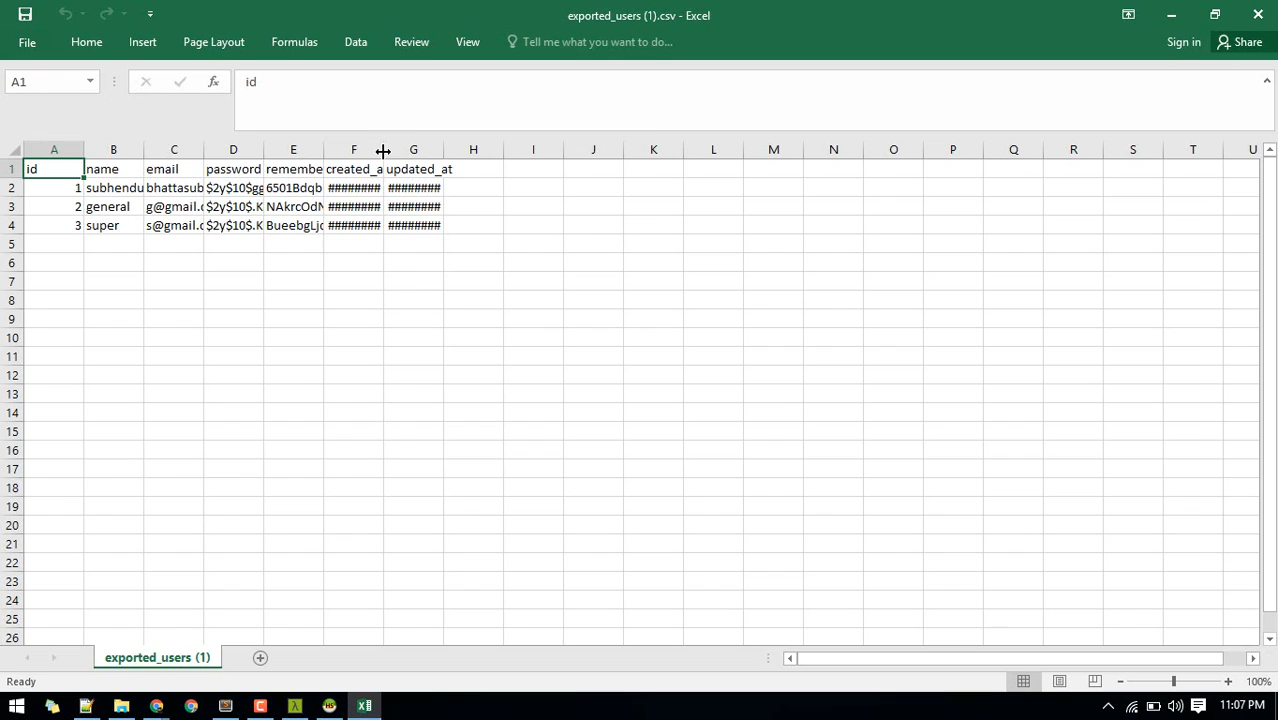 exported_users (1).csv - Excel
File Home Insert Page Layout Formulas Data Review View Tell me what you want to do... Sign in Share
A1 fx id
A B C D E F G H I J K L M N O P Q R S T U
1 id name email password remembe created_a updated_at
2 1 subhendu bhattasub $2y$10$gg 6501Bdqb ######## ########
3 2 general g@gmail.c $2y$10$.K NAkrcOdN ######## ########
4 3 super s@gmail.c $2y$10$.K BueebgLjc ######## ########
5
6
7
8
9
10
11
12
13
14
15
16
17
18
19
20
21
22
23
24
25
26
exported_users (1)
Ready 100%
11:07 PM